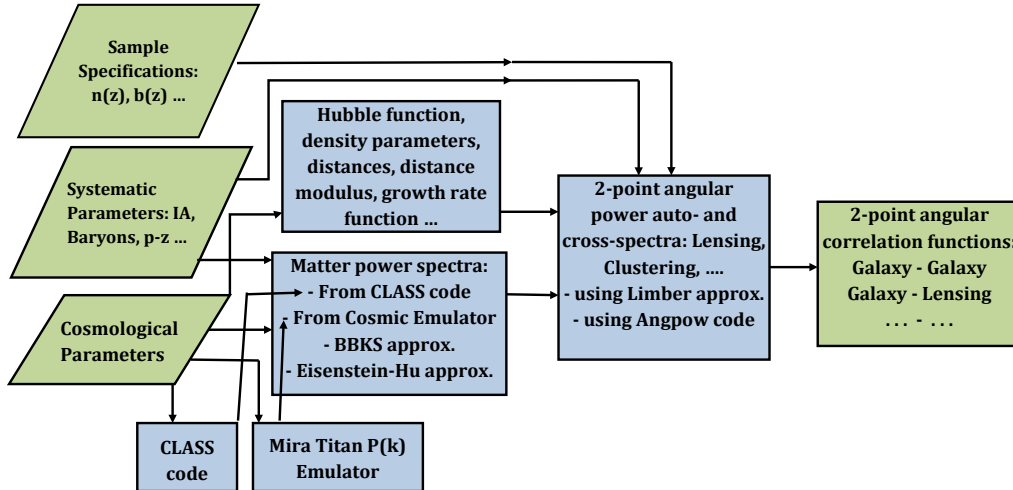 Sample
Specifications:
n(z), b(z) ...
Systematic
Parameters: IA,
Baryons, p-z ...
Cosmological
Parameters
Hubble function,
density parameters,
distances, distance
modulus, growth rate
function ...
Matter power spectra:
- From CLASS code
- From Cosmic Emulator
- BBKS approx.
- Eisenstein-Hu approx.
CLASS
code
Mira Titan P(k)
Emulator
2-point angular
power auto- and
cross-spectra: Lensing,
Clustering, ....
- using Limber approx.
- using Angpow code
2-point angular
correlation functions:
Galaxy - Galaxy
Galaxy - Lensing
. . . - . . .